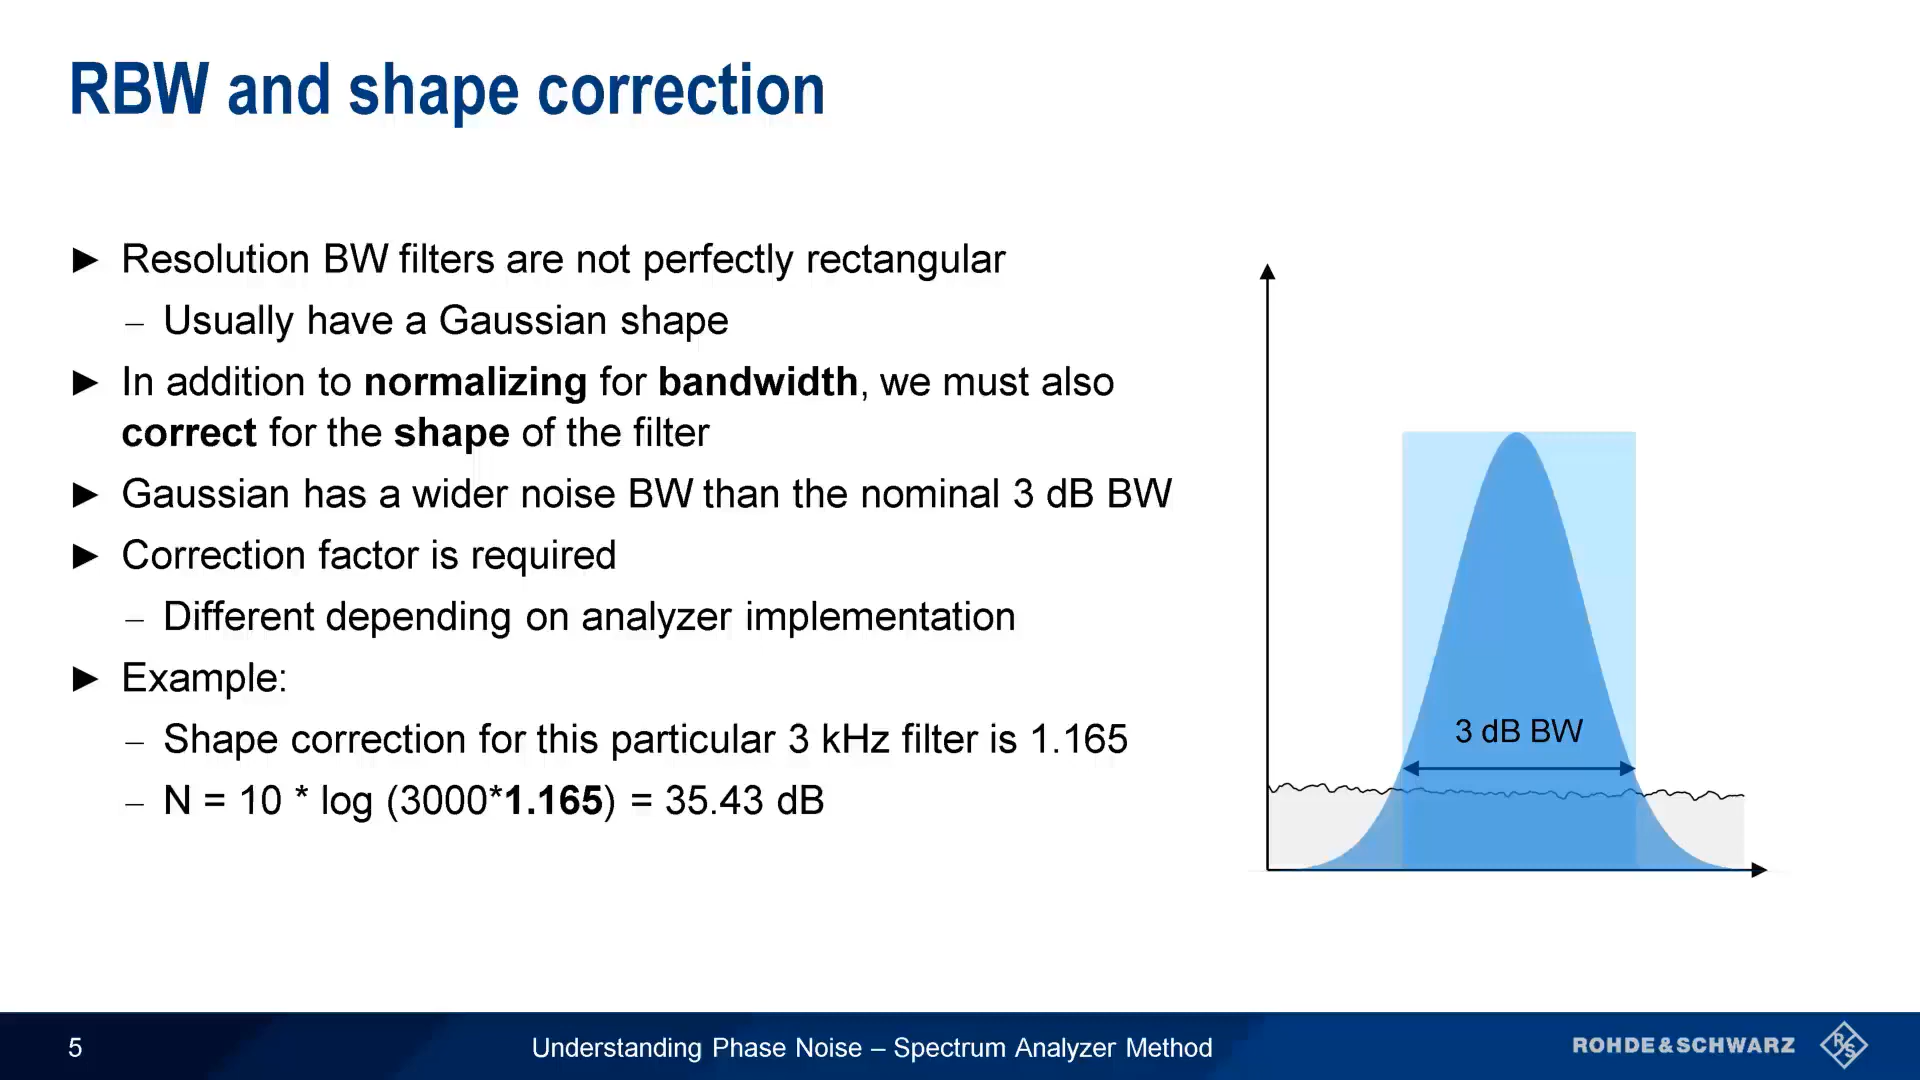 RBW and shape correction
► Resolution BW filters are not perfectly rectangular
– Usually have a Gaussian shape
► In addition to normalizing for bandwidth, we must also
correct for the shape of the filter
► Gaussian has a wider noise BW than the nominal 3 dB BW
► Correction factor is required
– Different depending on analyzer implementation
► Example:
– Shape correction for this particular 3 kHz filter is 1.165
– N = 10 * log (3000*1.165) = 35.43 dB
3 dB BW
5
Understanding Phase Noise – Spectrum Analyzer Method
ROHDE&SCHWARZ
R&S